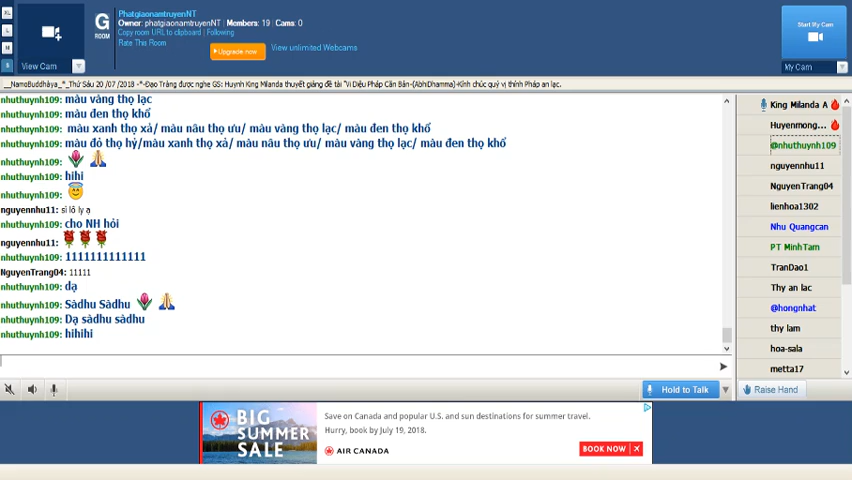 XL
L
M
S
View Cam
G
ROOM
PhatgiaonamtruyenNT
Owner: phatgiaonamtruyenNT | Members: 19 | Cams: 0
Copy room URL to clipboard | Following
Rate This Room
Upgrade now
View unlimited Webcams
Start My Cam
My Cam
__NamoBuddhàya_*_Thứ Sáu 20 /07 /2018 -*-Đạo Tràng được nghe GS: Huynh King Milanda thuyết giảng đề tài "Vi Diệu Pháp Căn Bản-(AbhiDhamma)-Kính chúc quý vị thính Pháp an lạc.
nhuthuynh109: màu vàng thọ lạc
nhuthuynh109: màu đen thọ khổ
nhuthuynh109: màu xanh thọ xả/ màu nâu thọ ưu/ màu vàng thọ lạc/ màu đen thọ khổ
nhuthuynh109: màu đỏ thọ hỷ/màu xanh thọ xả/ màu nâu thọ ưu/ màu vàng thọ lạc/ màu đen thọ khổ
nhuthuynh109:
nhuthuynh109: hihi
nhuthuynh109:
nguyennhu11: sĩ lô lỵ ạ
nhuthuynh109: cho NH hỏi
nguyennhu11:
nhuthuynh109: 1111111111111
NguyenTrang04: 11111
nhuthuynh109: dạ
nhuthuynh109: Sàdhu Sàdhu
nhuthuynh109: Dạ sàdhu sàdhu
nhuthuynh109: hihihi
King Milanda A
Huyenmong...
@nhuthuynh109
nguyennhu11
NguyenTrang04
lienhoa1302
Nhu Quangcan
PT MinhTam
TranDao1
Thy an lac
@hongnhat
thy lam
hoa-sala
metta17
Hold to Talk
Raise Hand
BIG
SUMMER
SALE
Save on Canada and popular U.S. and sun destinations for summer travel.
Hurry, book by July 19, 2018.
AIR CANADA
BOOK NOW